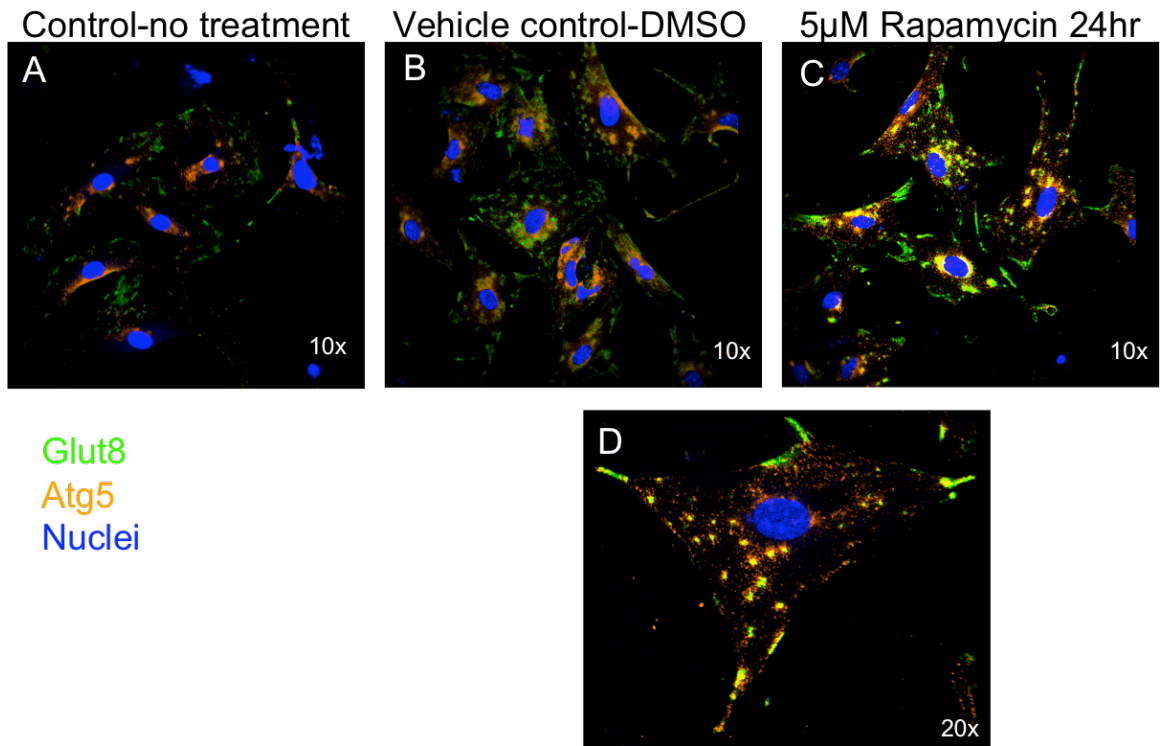 Control-no treatment
Vehicle control-DMSO
5μM Rapamycin 24hr
A
B
C
10x
10x
10x
Glut8
Atg5
Nuclei
D
20x